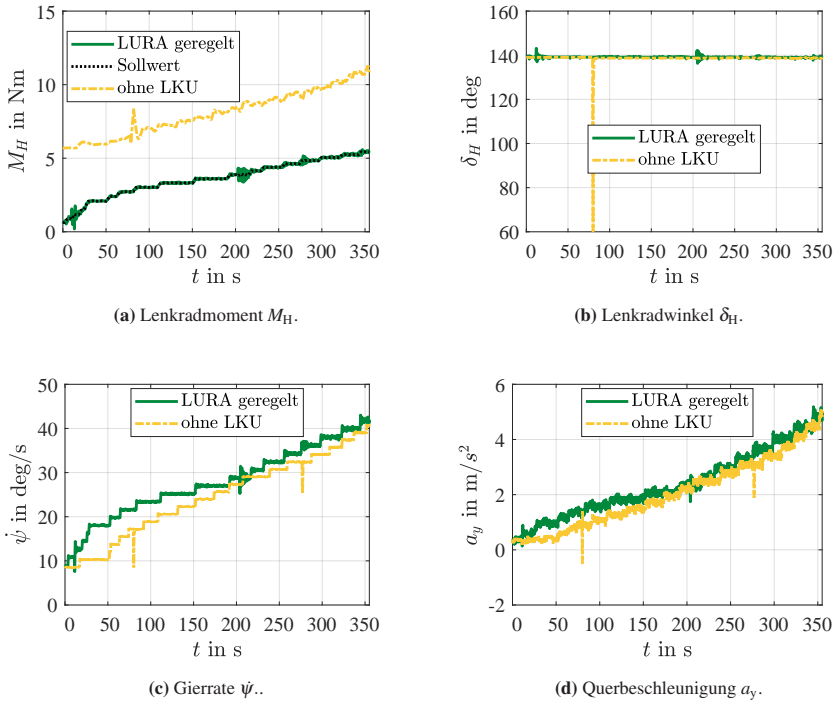 LURA geregelt
Sollwert
ohne LKU
M_H in Nm
15
10
5
0
0 50 100 150 200 250 300 350
t in s
(a) Lenkradmoment M_H.
LURA geregelt
ohne LKU
δ_H in deg
160
140
120
100
80
60
0 50 100 150 200 250 300 350
t in s
(b) Lenkradwinkel δ_H.
LURA geregelt
ohne LKU
ψ̇ in deg/s
50
40
30
20
10
0
0 50 100 150 200 250 300 350
t in s
(c) Gierrate ψ̇..
LURA geregelt
ohne LKU
a_y in m/s²
6
4
2
0
-2
0 50 100 150 200 250 300 350
t in s
(d) Querbeschleunigung a_y.